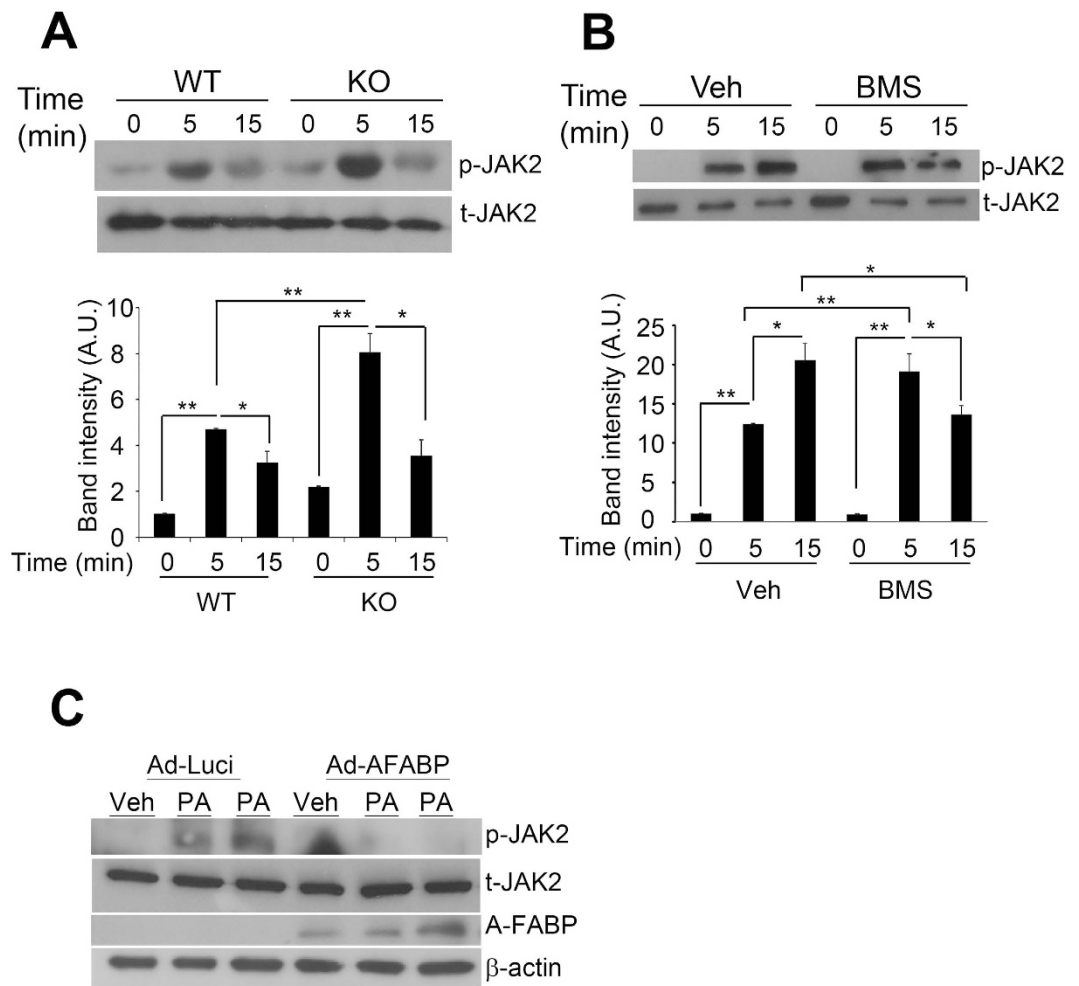 A
WT KO
Time (min) 0 5 15 0 5 15
p-JAK2
t-JAK2
Band intensity (A.U.)
10
8
6
4
2
0
** ** * ** *
Time (min) 0 5 15 0 5 15
WT KO
B
Veh BMS
Time (min) 0 5 15 0 5 15
p-JAK2
t-JAK2
Band intensity (A.U.)
25
20
15
10
5
0
* ** * ** * **
Time (min) 0 5 15 0 5 15
Veh BMS
C
Ad-Luci Ad-AFABP
Veh PA PA Veh PA PA
p-JAK2
t-JAK2
A-FABP
β-actin